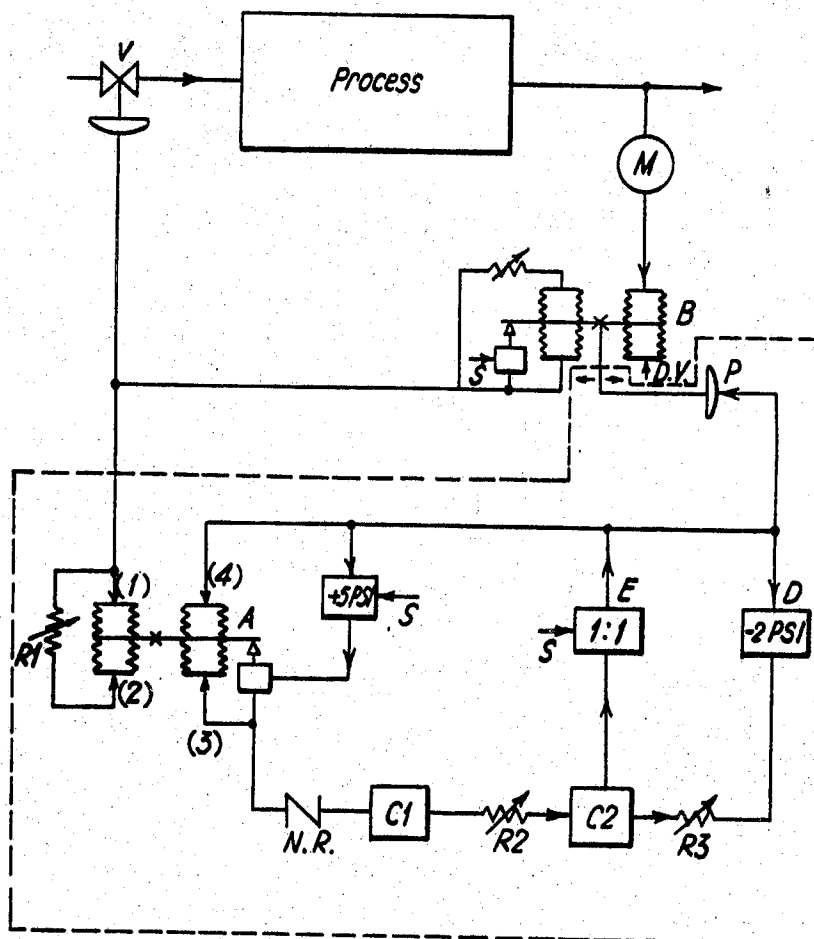 V
Process
M
B
S
D.V.
P
(1)
(4)
+5PSI
S
A
E
D
R1
S
1:1
-2PSI
(2)
(3)
N.R.
C1
R2
C2
R3